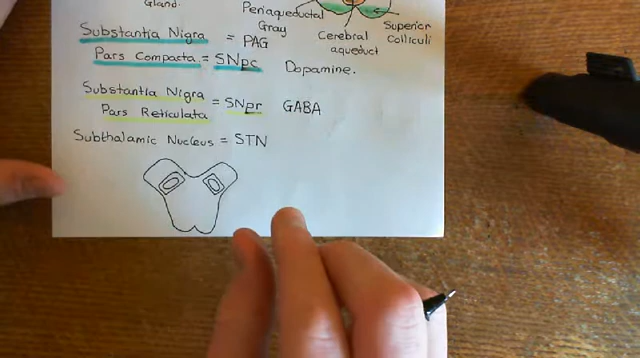 Gland.
Periaqueductal
Gray
= PAG
Cerebral
aqueduct
Superior
Colliculi
Substantia Nigra
Pars Compacta = SNpc
Dopamine.
Substantia Nigra
Pars Reticulata = SNpr GABA
Subthalamic Nucleus = STN